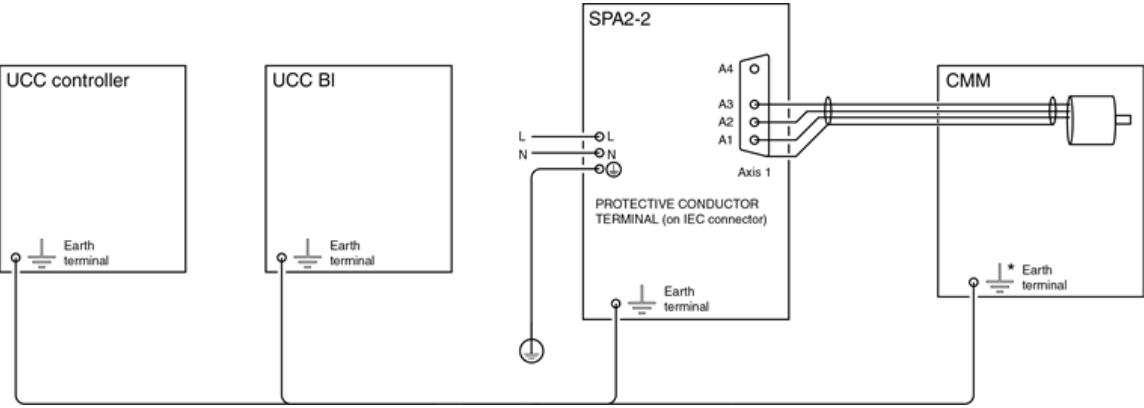 SPA2-2
UCC controller
UCC BI
CMM
A4
A3
A2
A1
Axis 1
L
L
N
N
PROTECTIVE CONDUCTOR
TERMINAL (on IEC connector)
Earth
terminal
Earth
terminal
Earth
terminal
* Earth
terminal